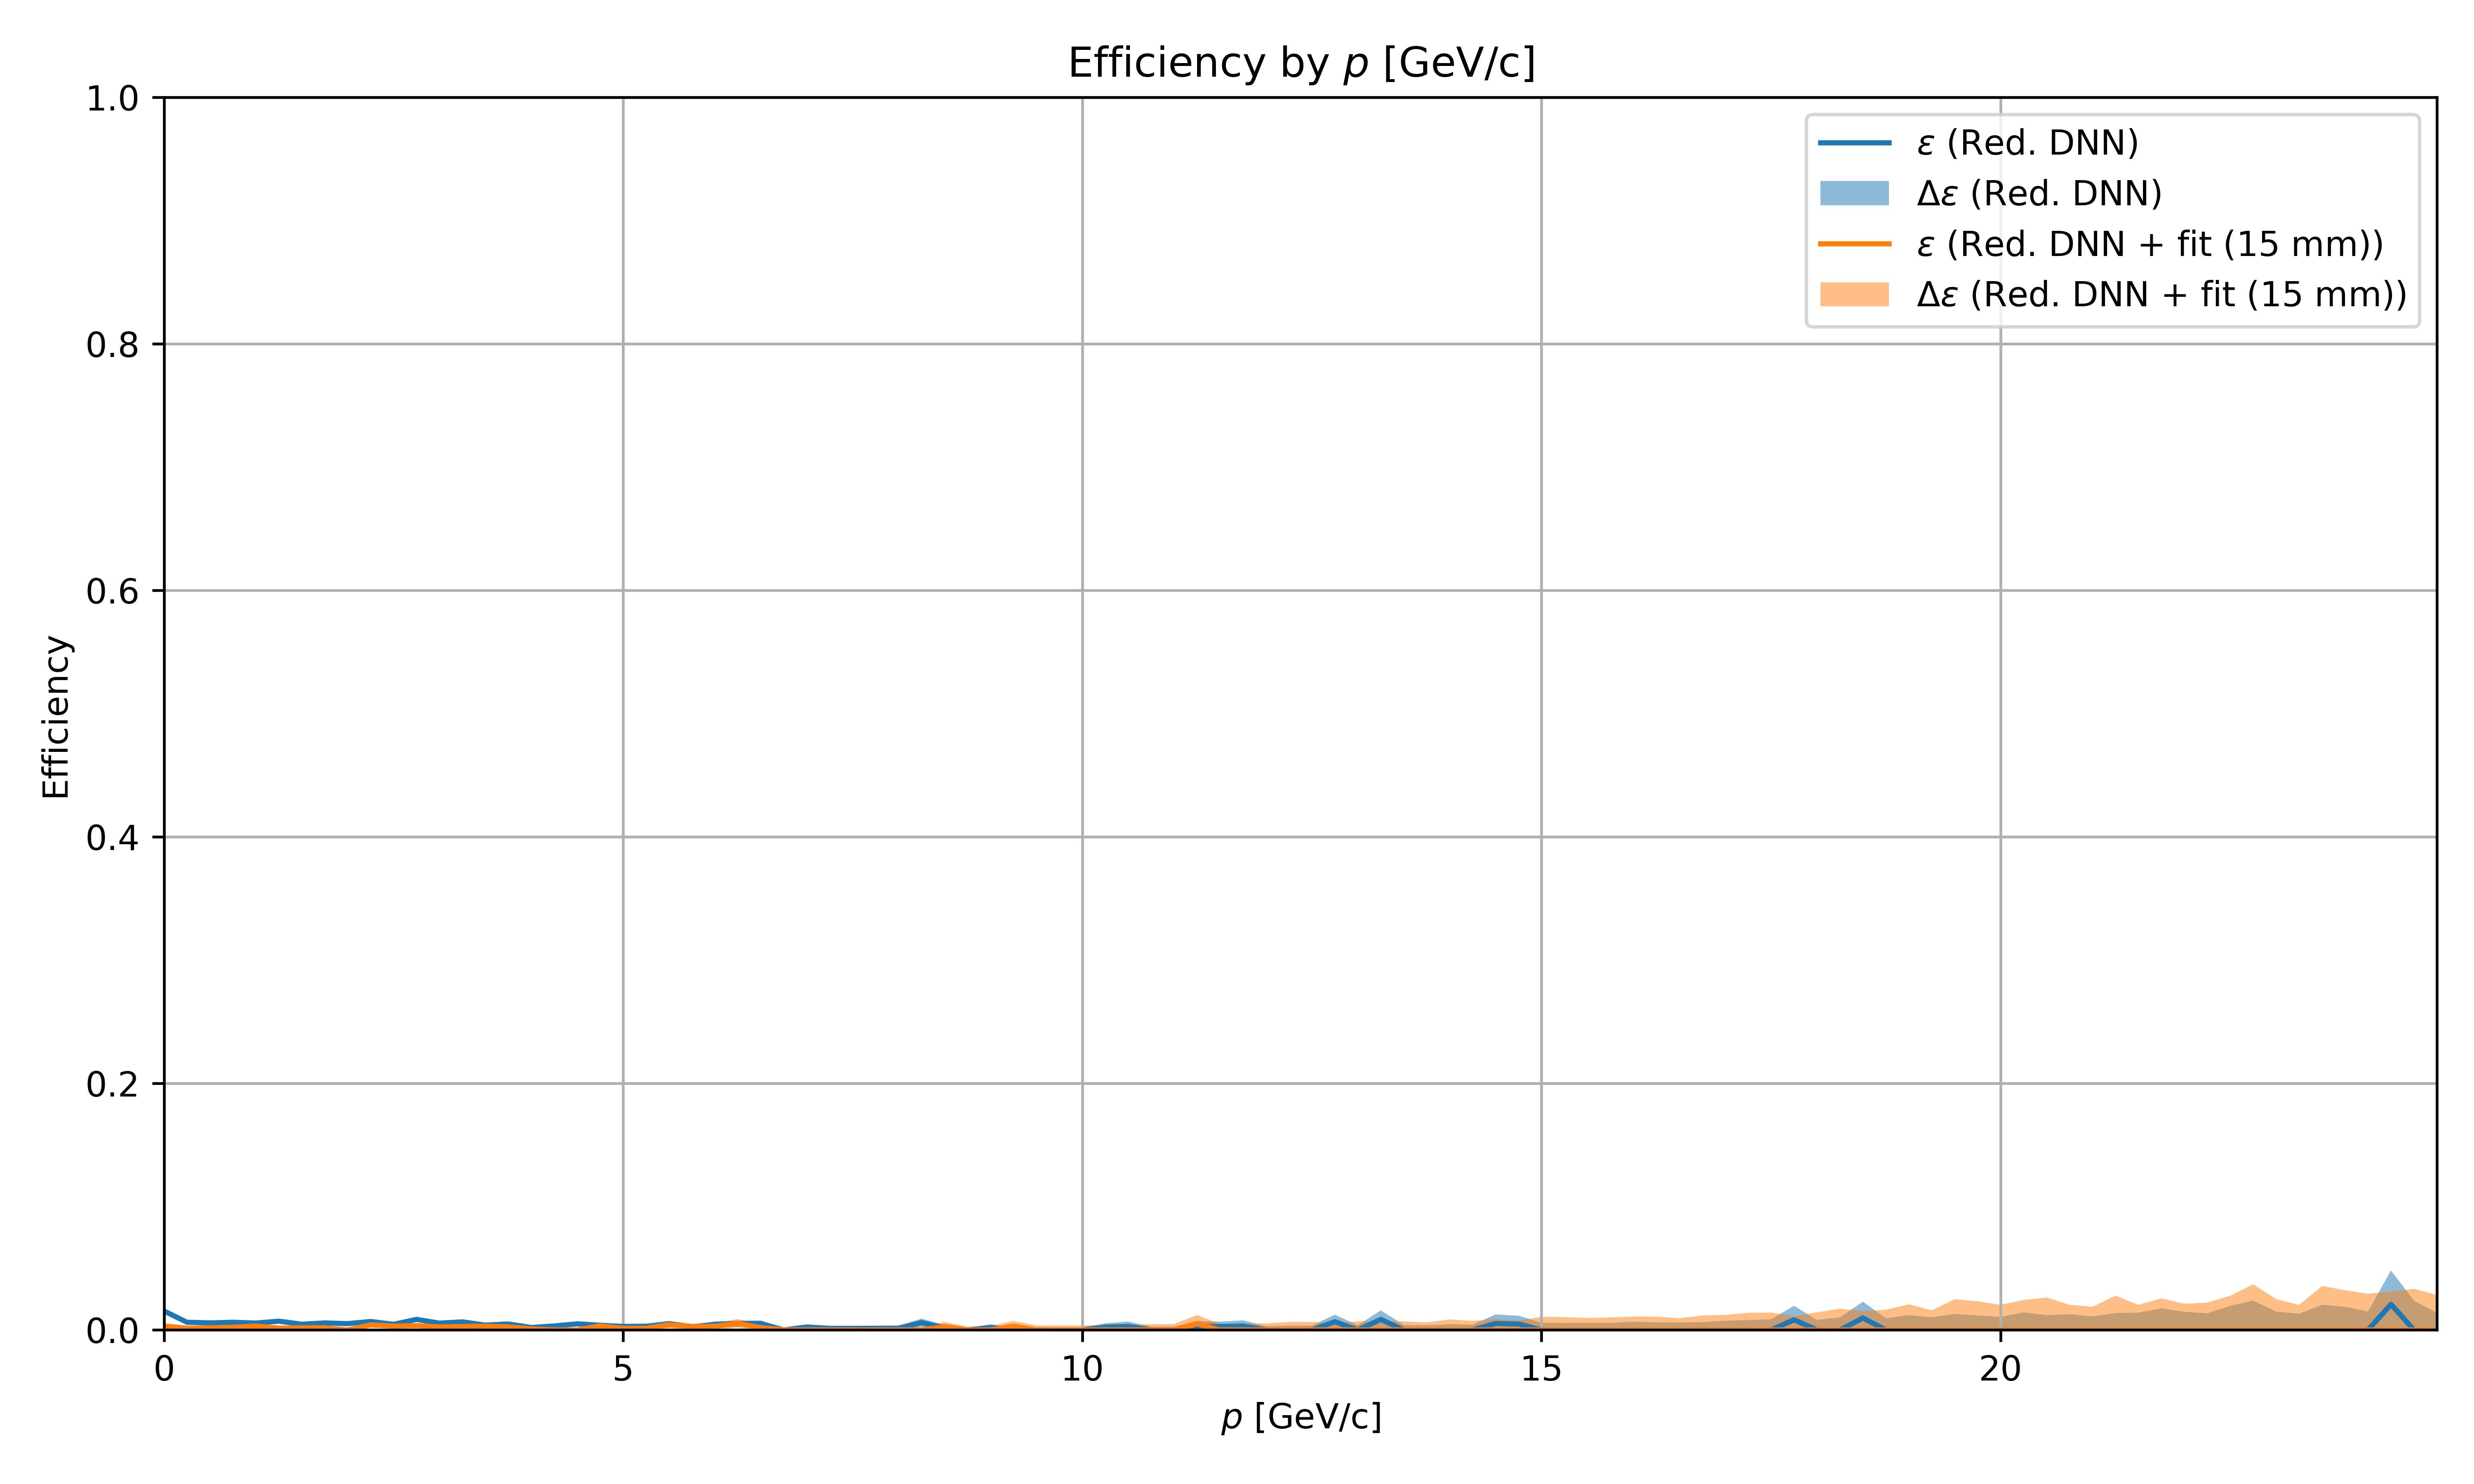 Efficiency by p [GeV/c]
ε (Red. DNN)
Δε (Red. DNN)
ε (Red. DNN + fit (15 mm))
Δε (Red. DNN + fit (15 mm))
Efficiency
1.0
0.8
0.6
0.4
0.2
0.0
0 5 10 15 20
p [GeV/c]